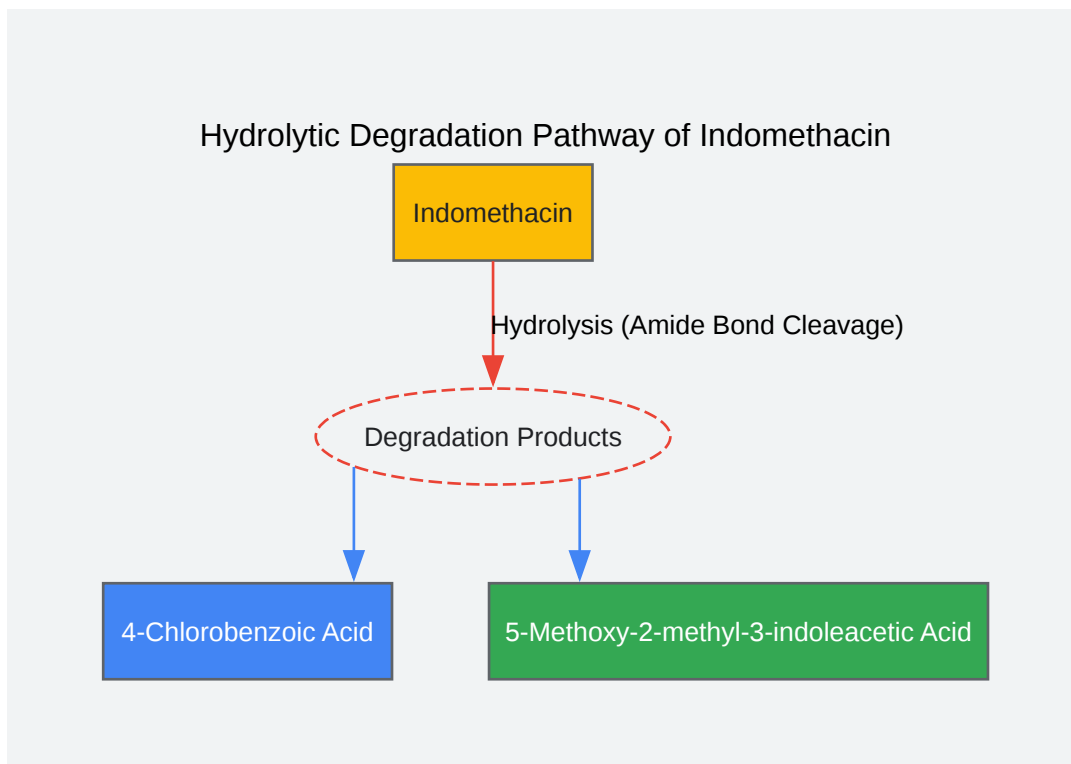 Hydrolytic Degradation Pathway of Indomethacin
Indomethacin
Hydrolysis (Amide Bond Cleavage)
Degradation Products
4-Chlorobenzoic Acid
5-Methoxy-2-methyl-3-indoleacetic Acid